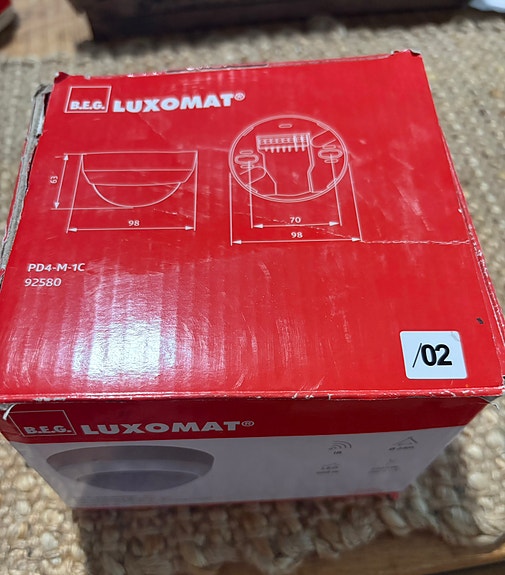 B.E.G. LUXOMAT®
63
98
70
98
PD4-M-1C
92580
/02
B.E.G. LUXOMAT®